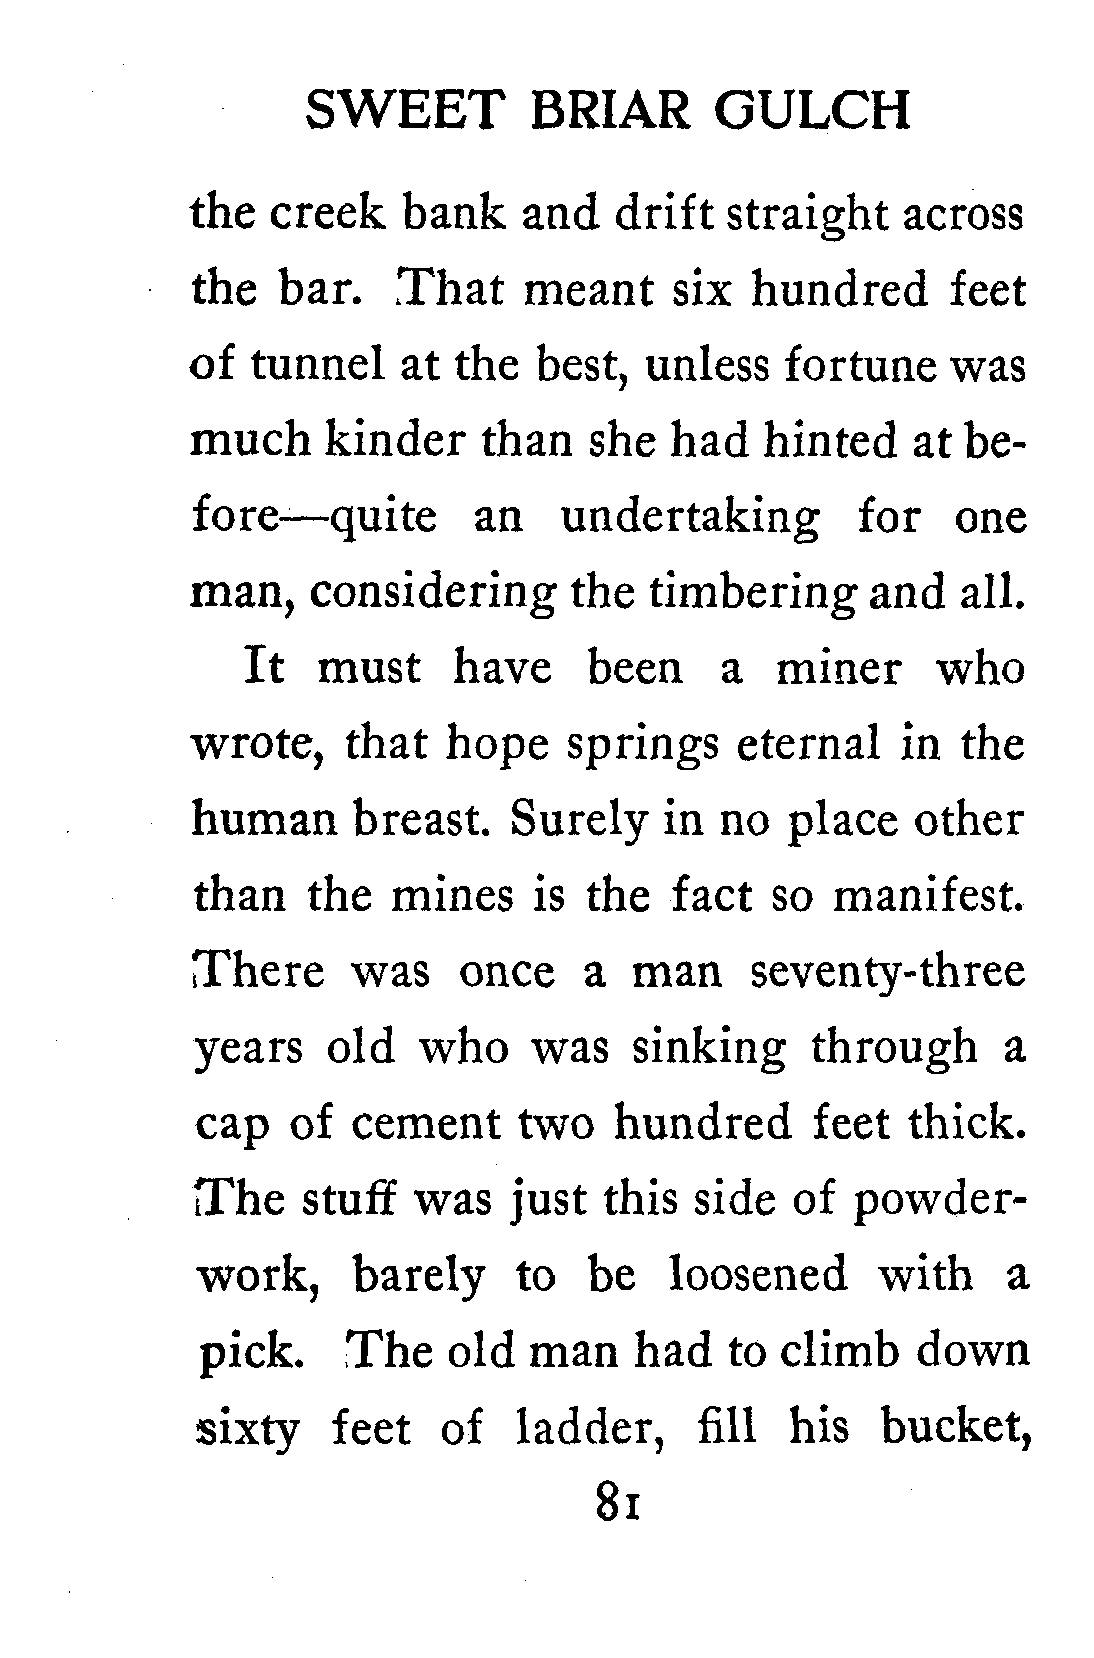 SWEET BRIAR GULCH
the creek bank and drift straight across
the bar. That meant six hundred feet
of tunnel at the best, unless fortune was
much kinder than she had hinted at be-
fore—quite an undertaking for one
man, considering the timbering and all.
It must have been a miner who
wrote, that hope springs eternal in the
human breast. Surely in no place other
than the mines is the fact so manifest.
There was once a man seventy-three
years old who was sinking through a
cap of cement two hundred feet thick.
The stuff was just this side of powder-
work, barely to be loosened with a
pick. The old man had to climb down
sixty feet of ladder, fill his bucket,
81